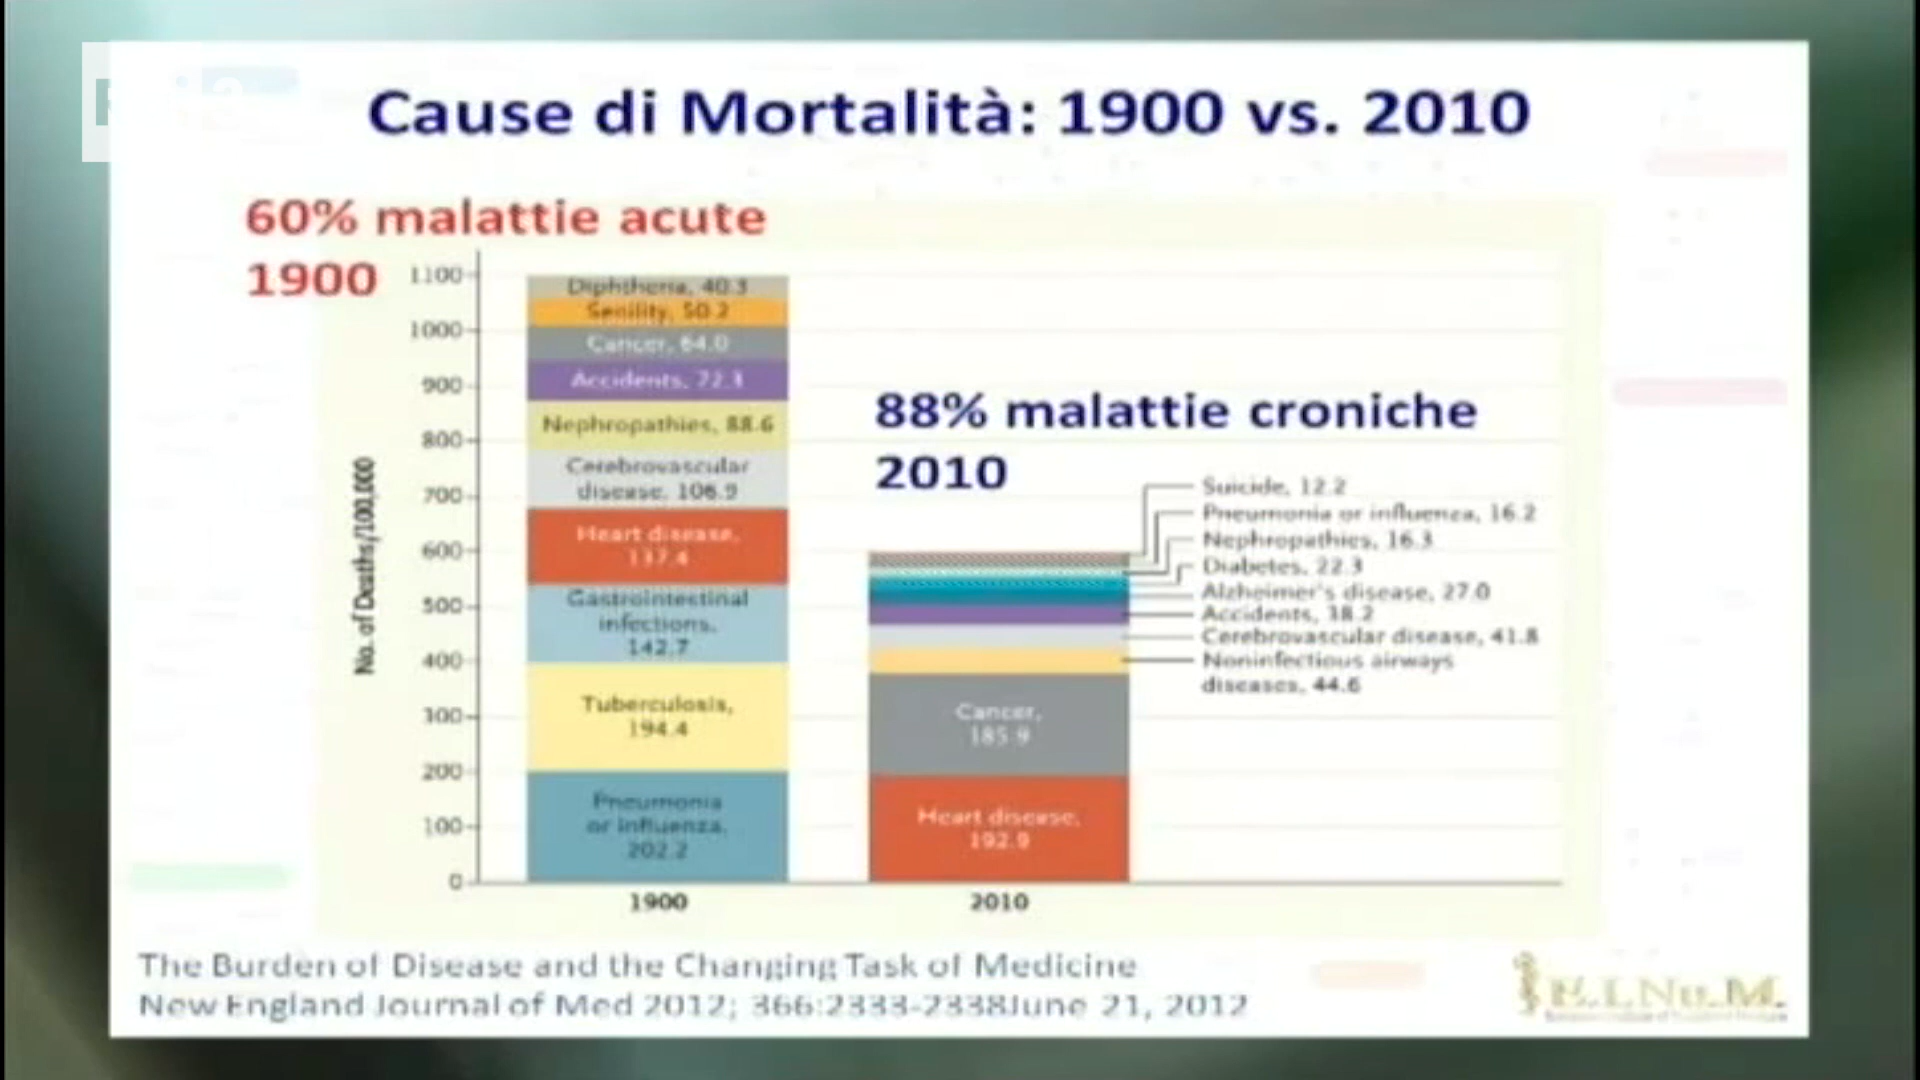 Cause di Mortalità: 1900 vs. 2010
60% malattie acute
1900
88% malattie croniche
2010
No. of Deaths/100,000
1100
1000
900
800
700
600
500
400
300
200
100
0
Diphtheria, 40.3
Senility, 50.2
Cancer, 64.0
Accidents, 72.3
Nephropathies, 88.6
Cerebrovascular
disease, 106.9
Heart disease,
137.4
Gastrointestinal
infections,
142.7
Tuberculosis,
194.4
Pneumonia
or influenza,
202.2
Suicide, 12.2
Pneumonia or influenza, 16.2
Nephropathies, 16.3
Diabetes, 22.3
Alzheimer's disease, 27.0
Accidents, 38.2
Cerebrovascular disease, 41.8
Noninfectious airways
diseases, 44.6
Cancer,
185.9
Heart disease,
192.9
1900
2010
The Burden of Disease and the Changing Task of Medicine
New England Journal of Med 2012; 366:2333-2338June 21, 2012
E.I.Nu.M.